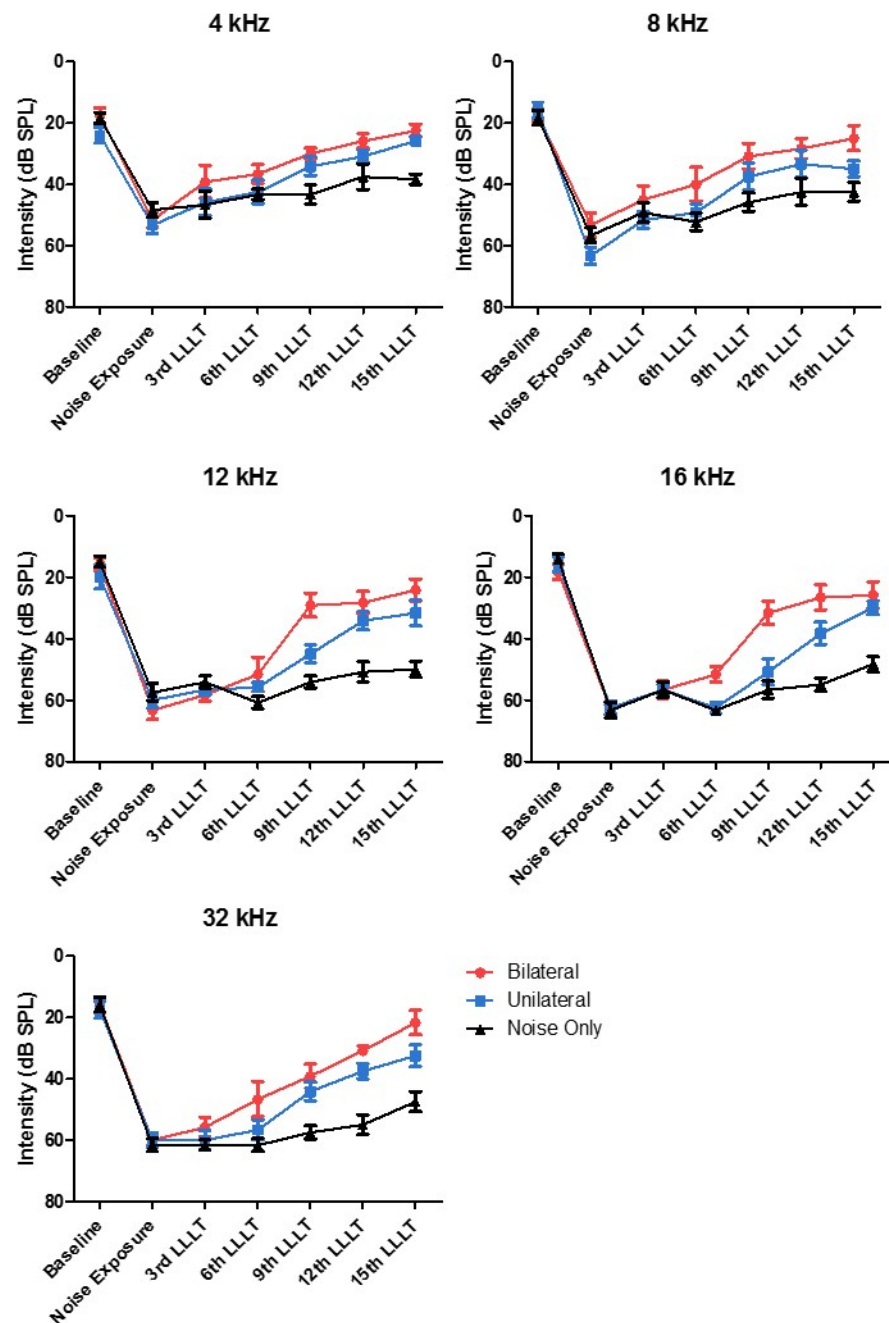 4 kHz
Intensity (dB SPL)
0
20
40
60
80
Baseline
Noise Exposure
3rd LLLT
6th LLLT
9th LLLT
12th LLLT
15th LLLT
8 kHz
Intensity (dB SPL)
0
20
40
60
80
Baseline
Noise Exposure
3rd LLLT
6th LLLT
9th LLLT
12th LLLT
15th LLLT
12 kHz
Intensity (dB SPL)
0
20
40
60
80
Baseline
Noise Exposure
3rd LLLT
6th LLLT
9th LLLT
12th LLLT
15th LLLT
16 kHz
Intensity (dB SPL)
0
20
40
60
80
Baseline
Noise Exposure
3rd LLLT
6th LLLT
9th LLLT
12th LLLT
15th LLLT
32 kHz
Intensity (dB SPL)
0
20
40
60
80
Baseline
Noise Exposure
3rd LLLT
6th LLLT
9th LLLT
12th LLLT
15th LLLT
Bilateral
Unilateral
Noise Only